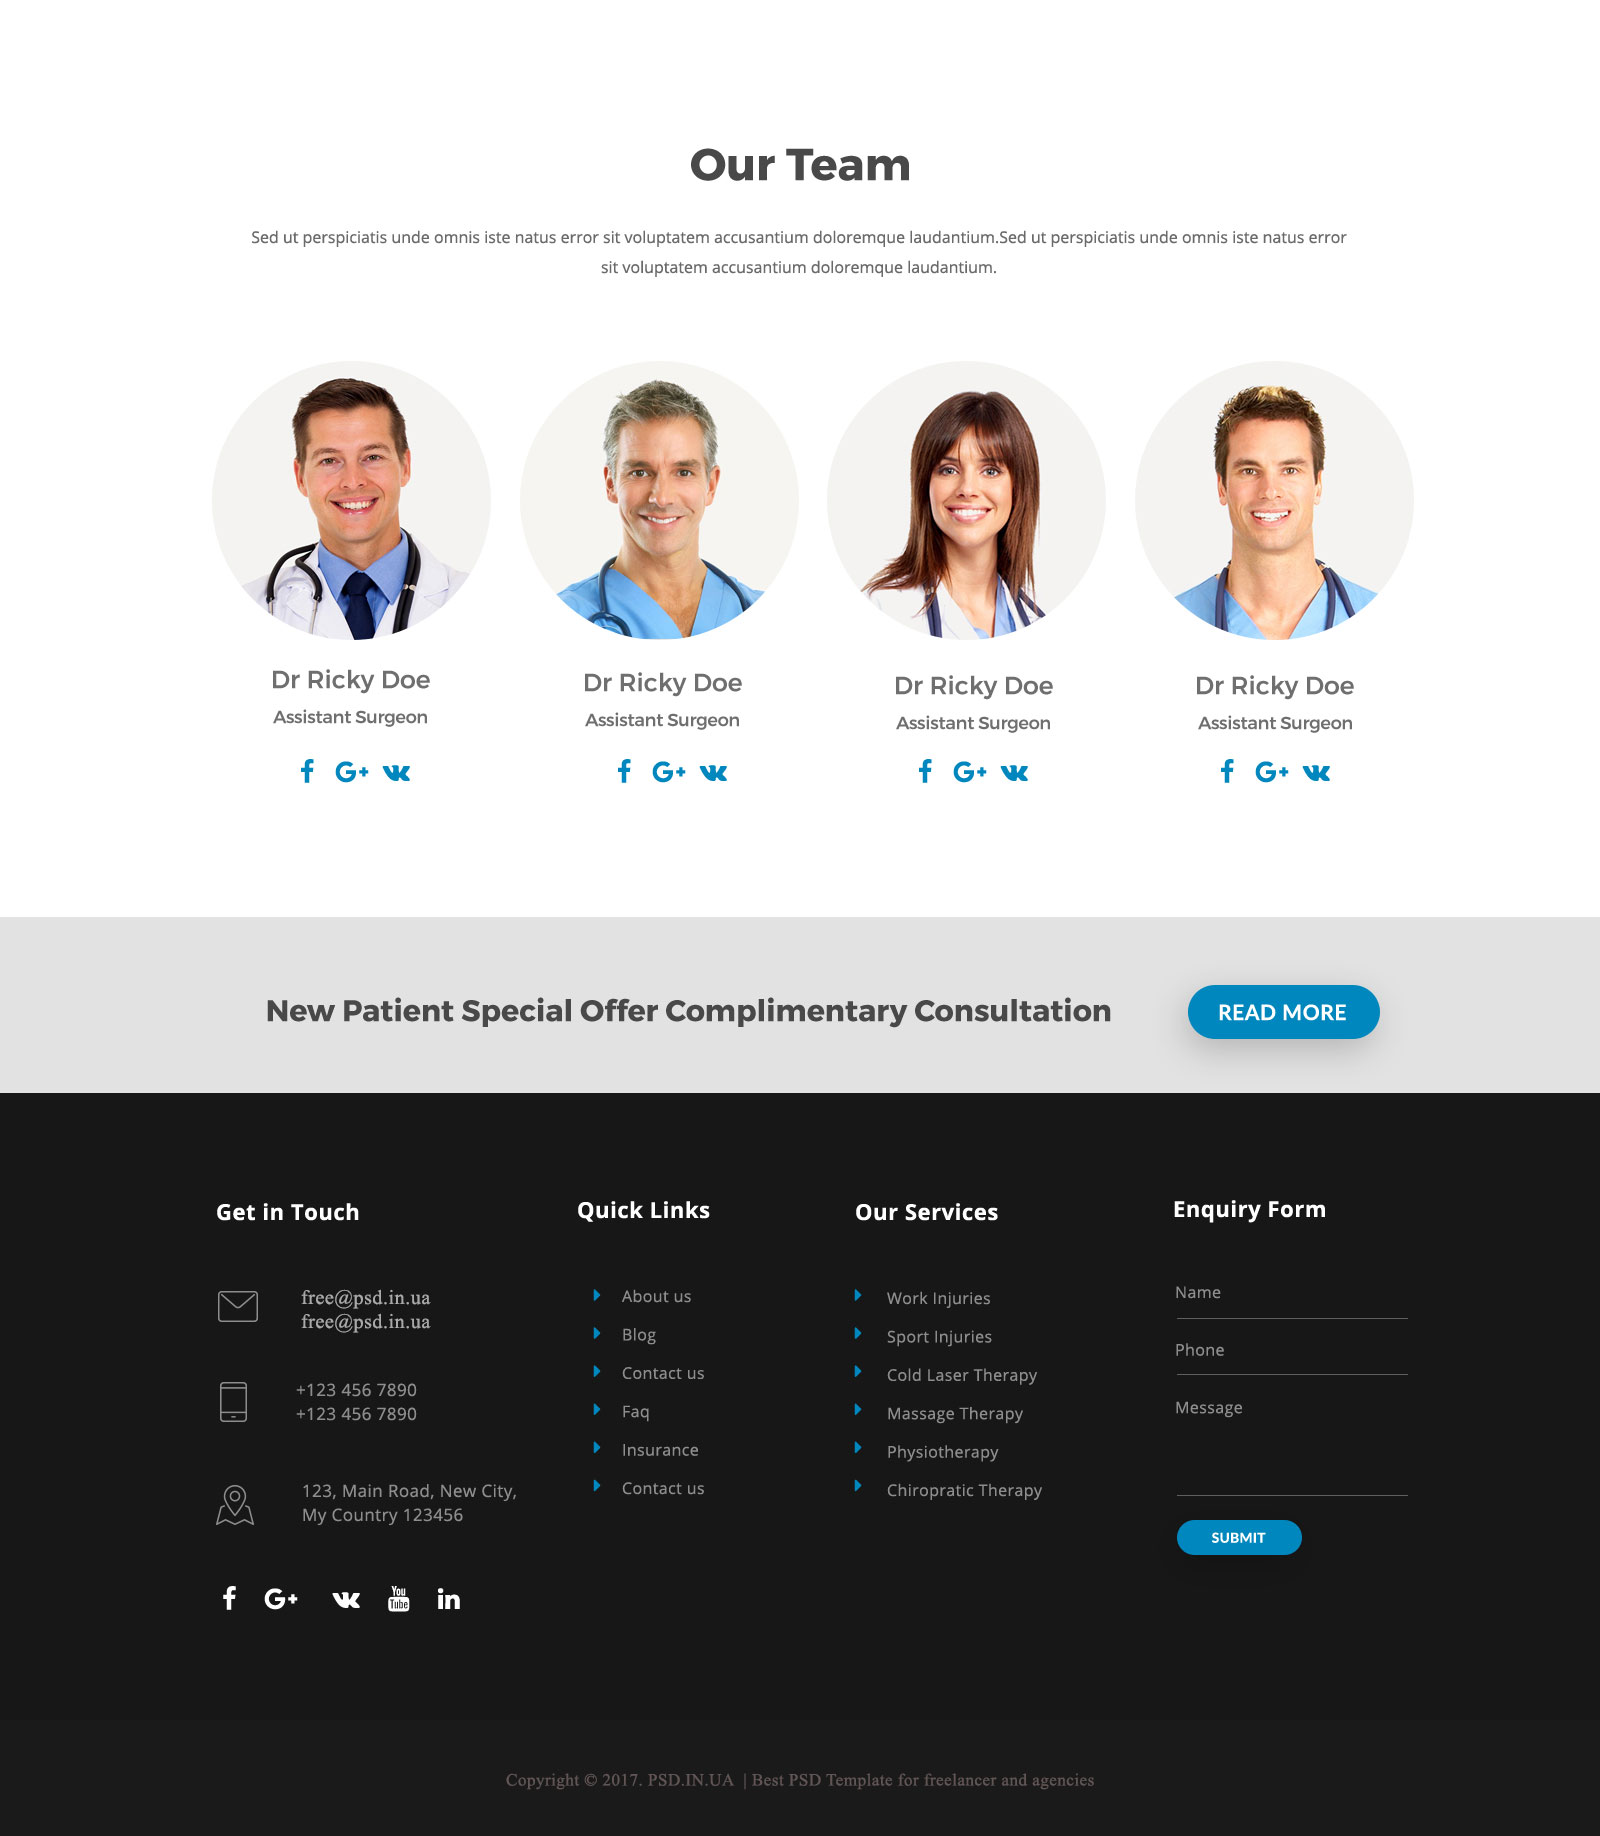 Our Team
Sed ut perspiciatis unde omnis iste natus error sit voluptatem accusantium doloremque laudantium.Sed ut perspiciatis unde omnis iste natus error
sit voluptatem accusantium doloremque laudantium.
Dr Ricky Doe
Assistant Surgeon
Dr Ricky Doe
Assistant Surgeon
Dr Ricky Doe
Assistant Surgeon
Dr Ricky Doe
Assistant Surgeon
New Patient Special Offer Complimentary Consultation
READ MORE
Get in Touch
free@psd.in.ua
free@psd.in.ua
+123 456 7890
+123 456 7890
123, Main Road, New City,
My Country 123456
You
Tube
Quick Links
About us
Blog
Contact us
Faq
Insurance
Contact us
Our Services
Work Injuries
Sport Injuries
Cold Laser Therapy
Massage Therapy
Physiotherapy
Chiropratic Therapy
Enquiry Form
Name
Phone
Message
SUBMIT
Copyright © 2017. PSD.IN.UA | Best PSD Template for freelancer and agencies